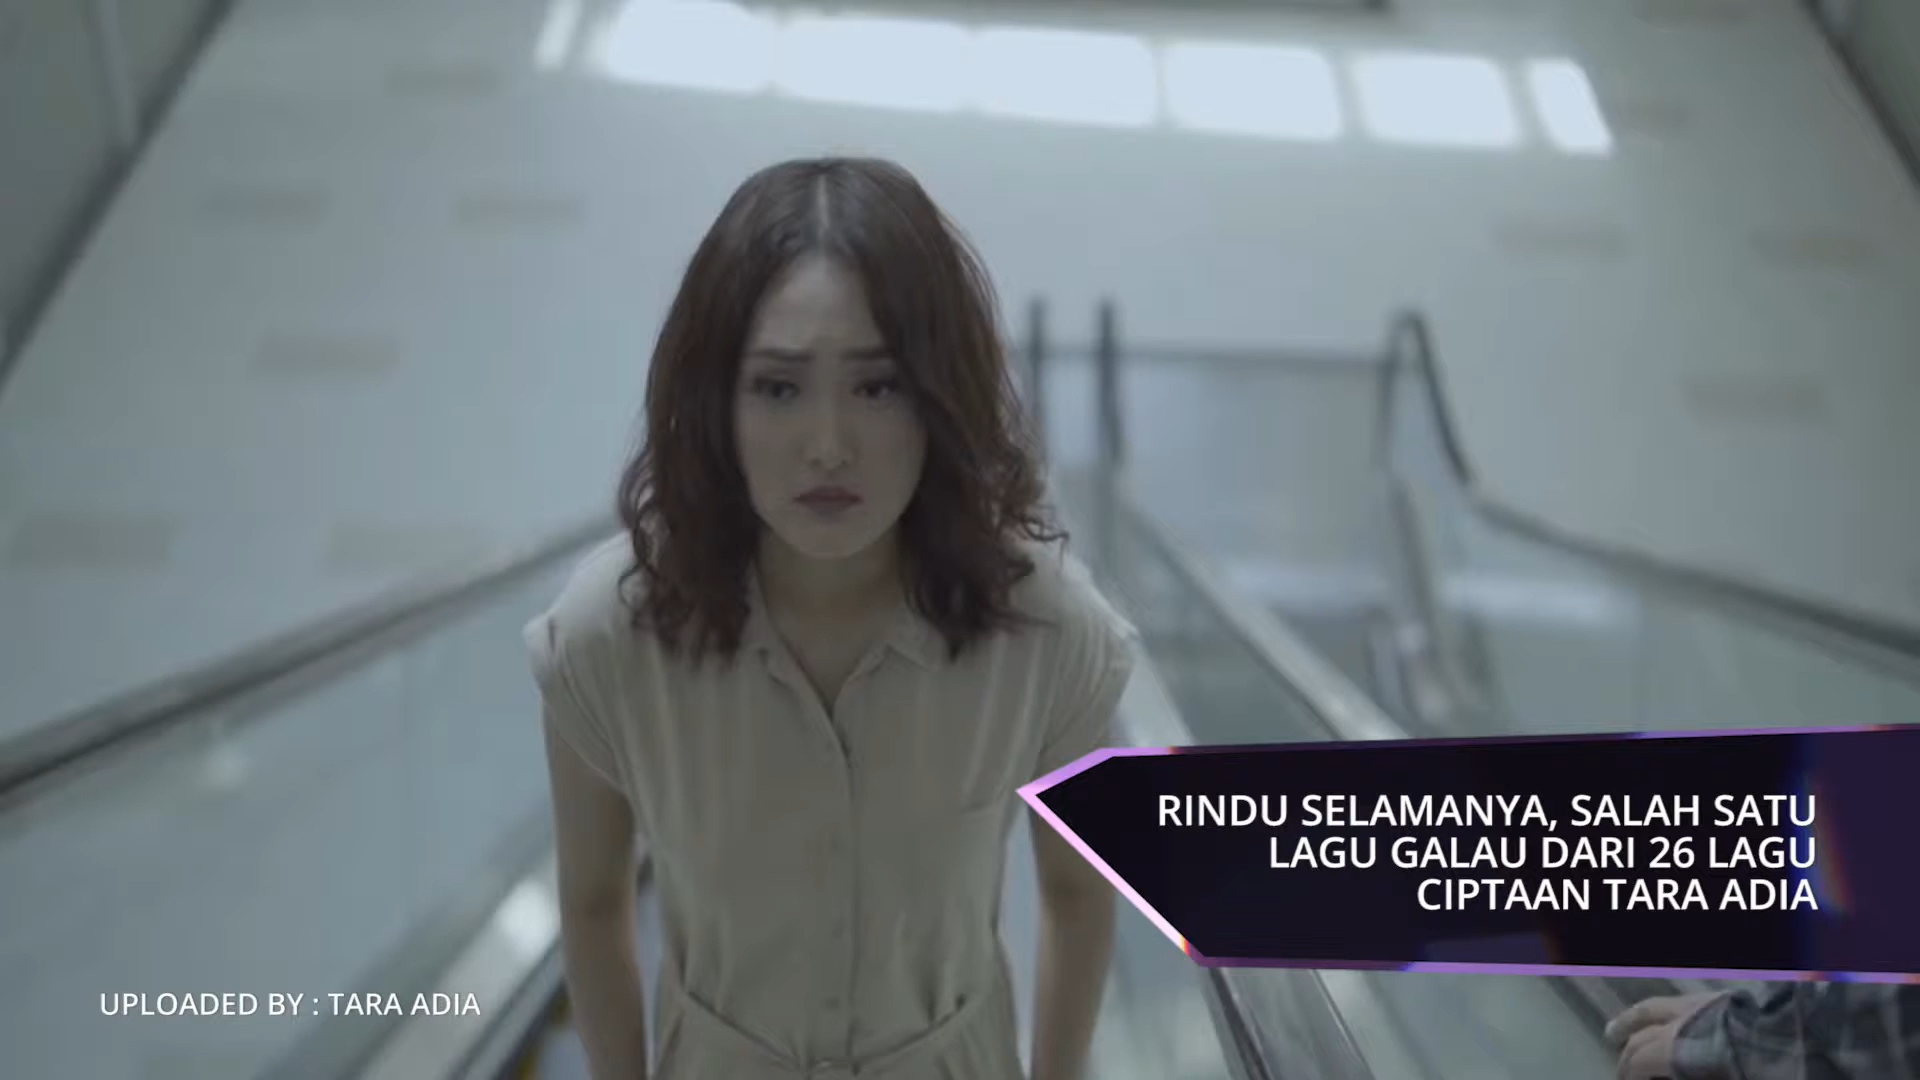 RINDU SELAMANYA, SALAH SATU
LAGU GALAU DARI 26 LAGU
CIPTAAN TARA ADIA
UPLOADED BY : TARA ADIA